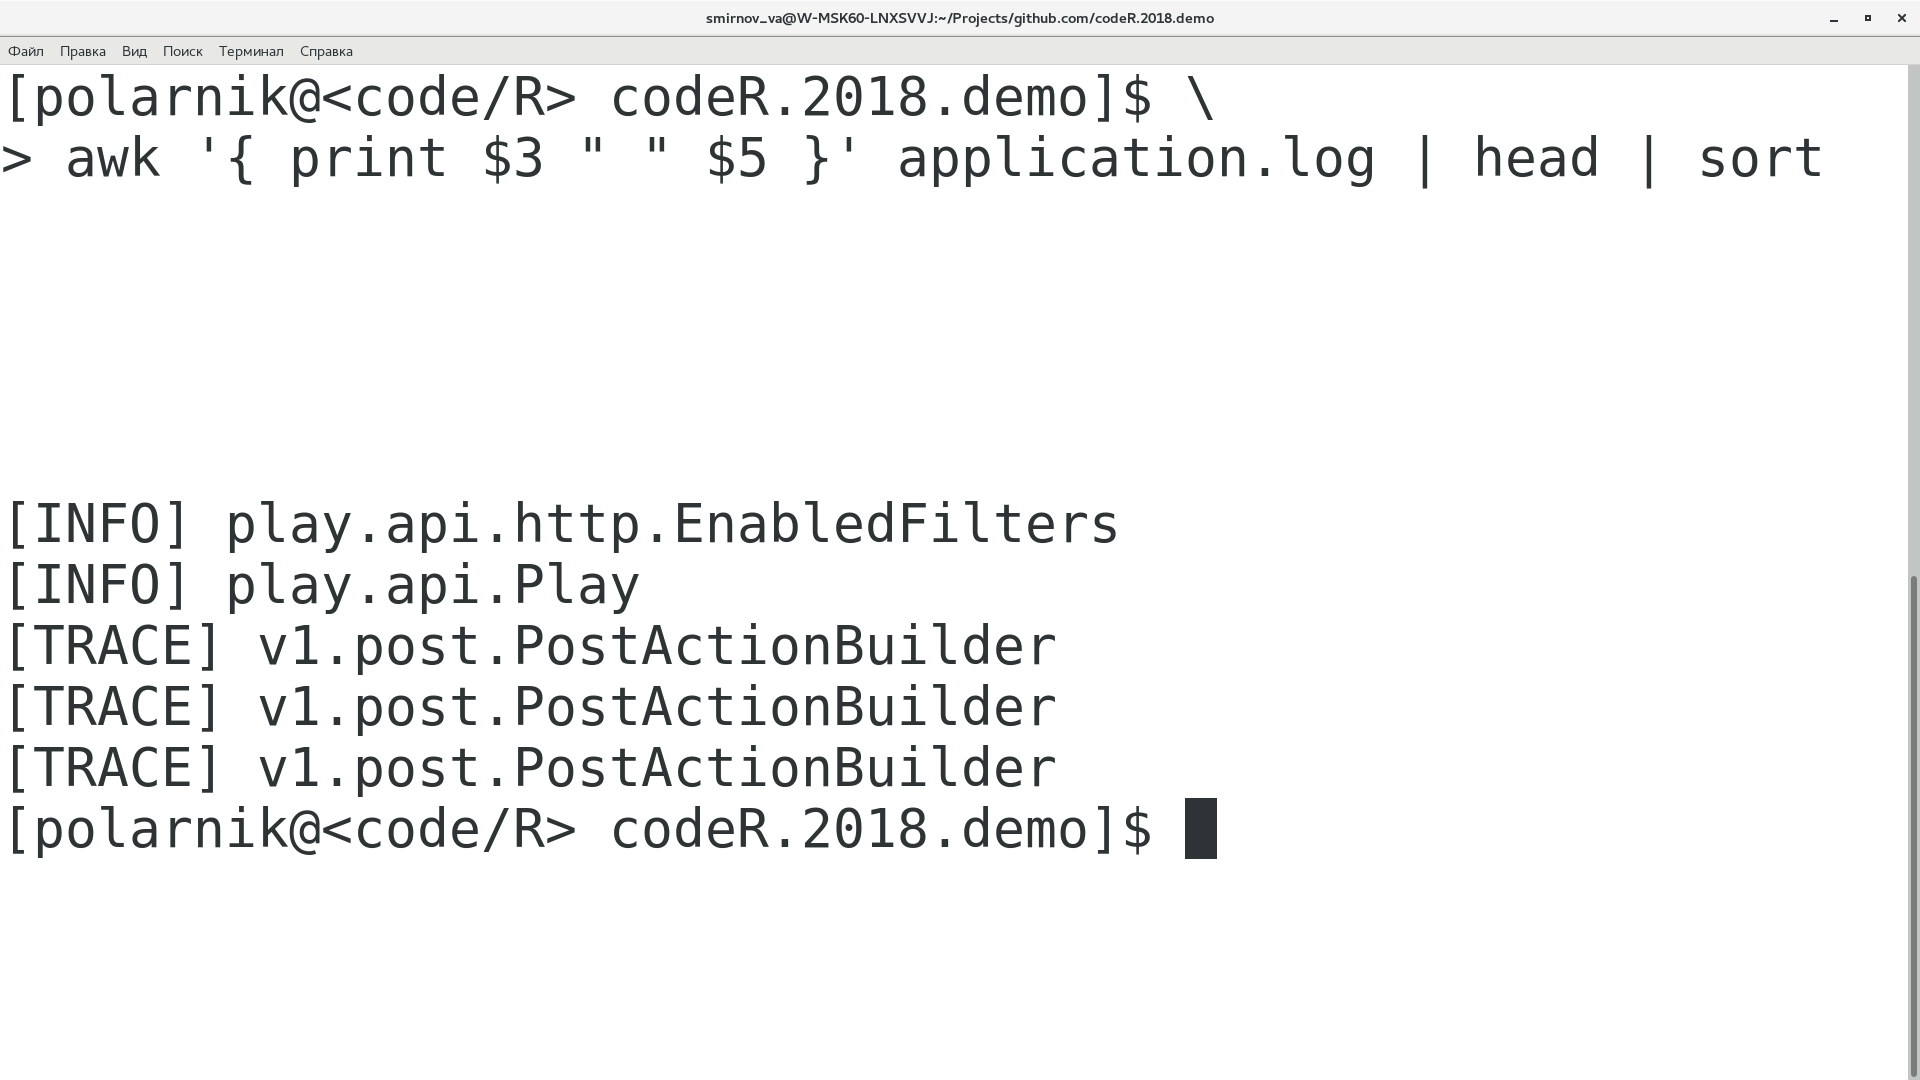 smirnov_va@W-MSK60-LNXSVVJ:~/Projects/github.com/codeR.2018.demo
Файл Правка Вид Поиск Терминал Справка
[polarnik@<code/R> codeR.2018.demo]$ \
> awk '{ print $3 " " $5 }' application.log | head | sort
[INFO] play.api.http.EnabledFilters
[INFO] play.api.Play
[TRACE] v1.post.PostActionBuilder
[TRACE] v1.post.PostActionBuilder
[TRACE] v1.post.PostActionBuilder
[polarnik@<code/R> codeR.2018.demo]$